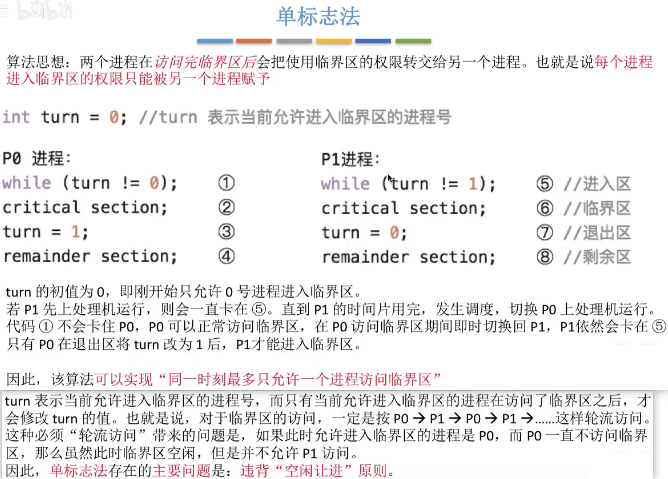 bilibili
单标志法
算法思想：两个进程在访问完临界区后会把使用临界区的权限转交给另一个进程。也就是说每个进程
进入临界区的权限只能被另一个进程赋予
int turn = 0; //turn 表示当前允许进入临界区的进程号
P0 进程： P1进程：
while (turn != 0); ① while (turn != 1); ⑤ //进入区
critical section; ② critical section; ⑥ //临界区
turn = 1; ③ turn = 0; ⑦ //退出区
remainder section; ④ remainder section; ⑧ //剩余区
turn 的初值为 0，即刚开始只允许 0 号进程进入临界区。
若 P1 先上处理机运行，则会一直卡在 ⑤。直到 P1 的时间片用完，发生调度，切换 P0 上处理机运行。
代码 ① 不会卡住 P0，P0 可以正常访问临界区，在 P0 访问临界区期间即时切换回 P1，P1依然会卡在 ⑤
只有 P0 在退出区将 turn 改为 1 后，P1才能进入临界区。
因此，该算法可以实现“同一时刻最多只允许一个进程访问临界区”
turn 表示当前允许进入临界区的进程号，而只有当前允许进入临界区的进程在访问了临界区之后，才
会修改 turn 的值。也就是说，对于临界区的访问，一定是按 P0 → P1 → P0 → P1 →……这样轮流访问。
这种必须“轮流访问”带来的问题是，如果此时允许进入临界区的进程是 P0，而 P0 一直不访问临界
区，那么虽然此时临界区空闲，但是并不允许 P1 访问。
因此，单标志法存在的主要问题是：违背“空闲让进”原则。